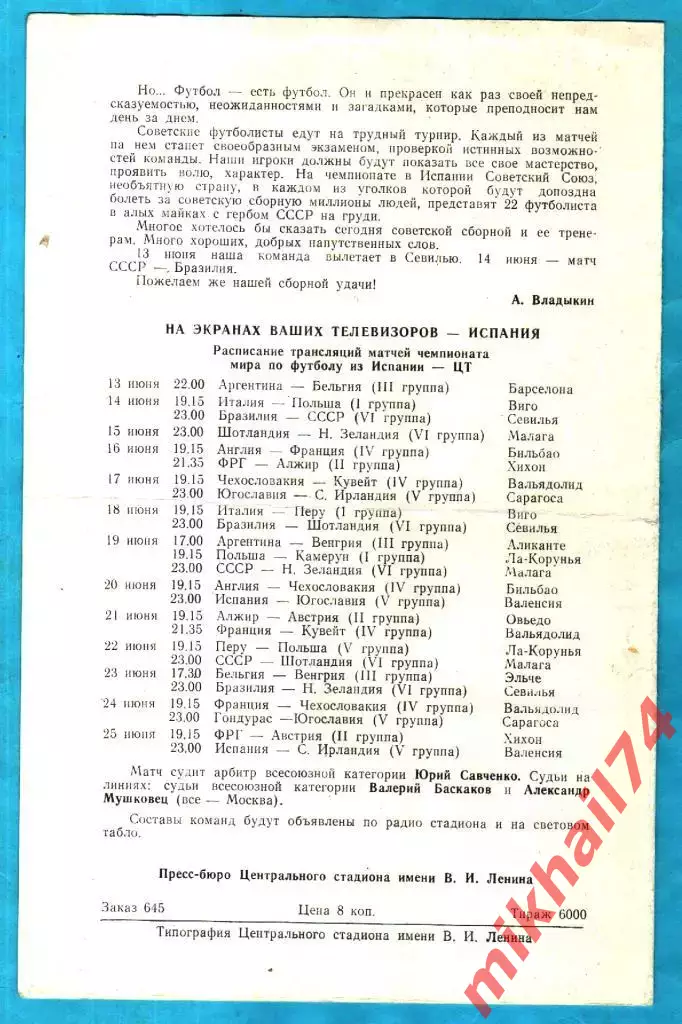 Но... Футбол — есть футбол. Он и прекрасен как раз своей непред-
сказуемостью, неожиданностями и загадками, которые преподносит нам
день за днем.
Советские футболисты едут на трудный турнир. Каждый из матчей
на нем станет своеобразным экзаменом, проверкой истинных возможно-
стей команды. Наши игроки должны будут показать все свое мастерство,
проявить волю, характер. На чемпионате в Испании Советский Союз,
необъятную страну, в каждом из уголков которой будут допоздна
болеть за советскую сборную миллионы людей, представят 22 футболиста
в алых майках с гербом СССР на груди.
Многое хотелось бы сказать сегодня советской сборной и ее трене-
рам. Много хороших, добрых напутственных слов.
13 июня наша команда вылетает в Севилью. 14 июня — матч
СССР — Бразилия.
Пожелаем же нашей сборной удачи!
А. Владыкин
НА ЭКРАНАХ ВАШИХ ТЕЛЕВИЗОРОВ — ИСПАНИЯ
Расписание трансляций матчей чемпионата
мира по футболу из Испании — ЦТ
13 июня 22.00 Аргентина — Бельгия (III группа) Барселона
14 июня 19.15 Италия — Польша (I группа) Виго
23.00 Бразилия — СССР (VI группа) Севилья
15 июня 23.00 Шотландия — Н. Зеландия (VI группа) Малага
16 июня 19.15 Англия — Франция (IV группа) Бильбао
21.35 ФРГ — Алжир (II группа) Хихон
17 июня 19.15 Чехословакия — Кувейт (IV группа) Вальядолид
23.00 Югославия — С. Ирландия (V группа) Сарагоса
18 июня 19.15 Италия — Перу (I группа) Виго
23.00 Бразилия — Шотландия (VI группа) Севилья
19 июня 17.00 Аргентина — Венгрия (III группа) Аликанте
19.15 Польша — Камерун (I группа) Ла-Корунья
23.00 СССР — Н. Зеландия (VI группа) Малага
20 июня 19.15 Англия — Чехословакия (IV группа) Бильбао
23.00 Испания — Югославия (V группа) Валенсия
21 июня 19.15 Алжир — Австрия (II группа) Овьедо
21.35 Франция — Кувейт (IV группа) Вальядолид
22 июня 19.15 Перу — Польша (V группа) Ла-Корунья
23.00 СССР — Шотландия (VI группа) Малага
23 июня 17.30 Бельгия — Венгрия (III группа) Эльче
23.00 Бразилия — Н. Зеландия (VI группа) Севилья
24 июня 19.15 Франция — Чехословакия (IV группа) Вальядолид
23.00 Гондурас —Югославия (V группа) Сарагоса
25 июня 19.15 ФРГ — Австрия (II группа) Хихон
23.00 Испания — С. Ирландия (V группа) Валенсия
Матч судит арбитр всесоюзной категории Юрий Савченко. Судьи на
линиях: судьи всесоюзной категории Валерий Баскаков и Александр
Мушковец (все — Москва).
Составы команд будут объявлены по радио стадиона и на световом
табло.
Пресс-бюро Центрального стадиона имени В. И. Ленина
Заказ 645 Цена 8 коп. Тираж 6000
Типография Центрального стадиона имени В. И. Ленина
mikhail74